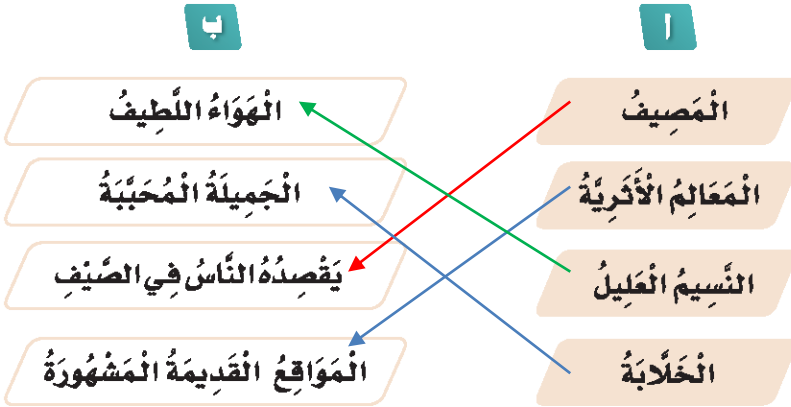 أ
ب
الْمَصِيفُ
الْهَوَاءُ اللَّطِيفُ
الْمَعَالِمُ الْأَثَرِيَّةُ
الْجَمِيلَةُ الْمُحَبَّبَةُ
النَّسِيمُ الْعَلِيلُ
يَقْصِدُهُ النَّاسُ فِي الصَّيْفِ
الْخَلَّابَةُ
الْمَوَاقِعُ الْقَدِيمَةُ الْمَشْهُورَةُ